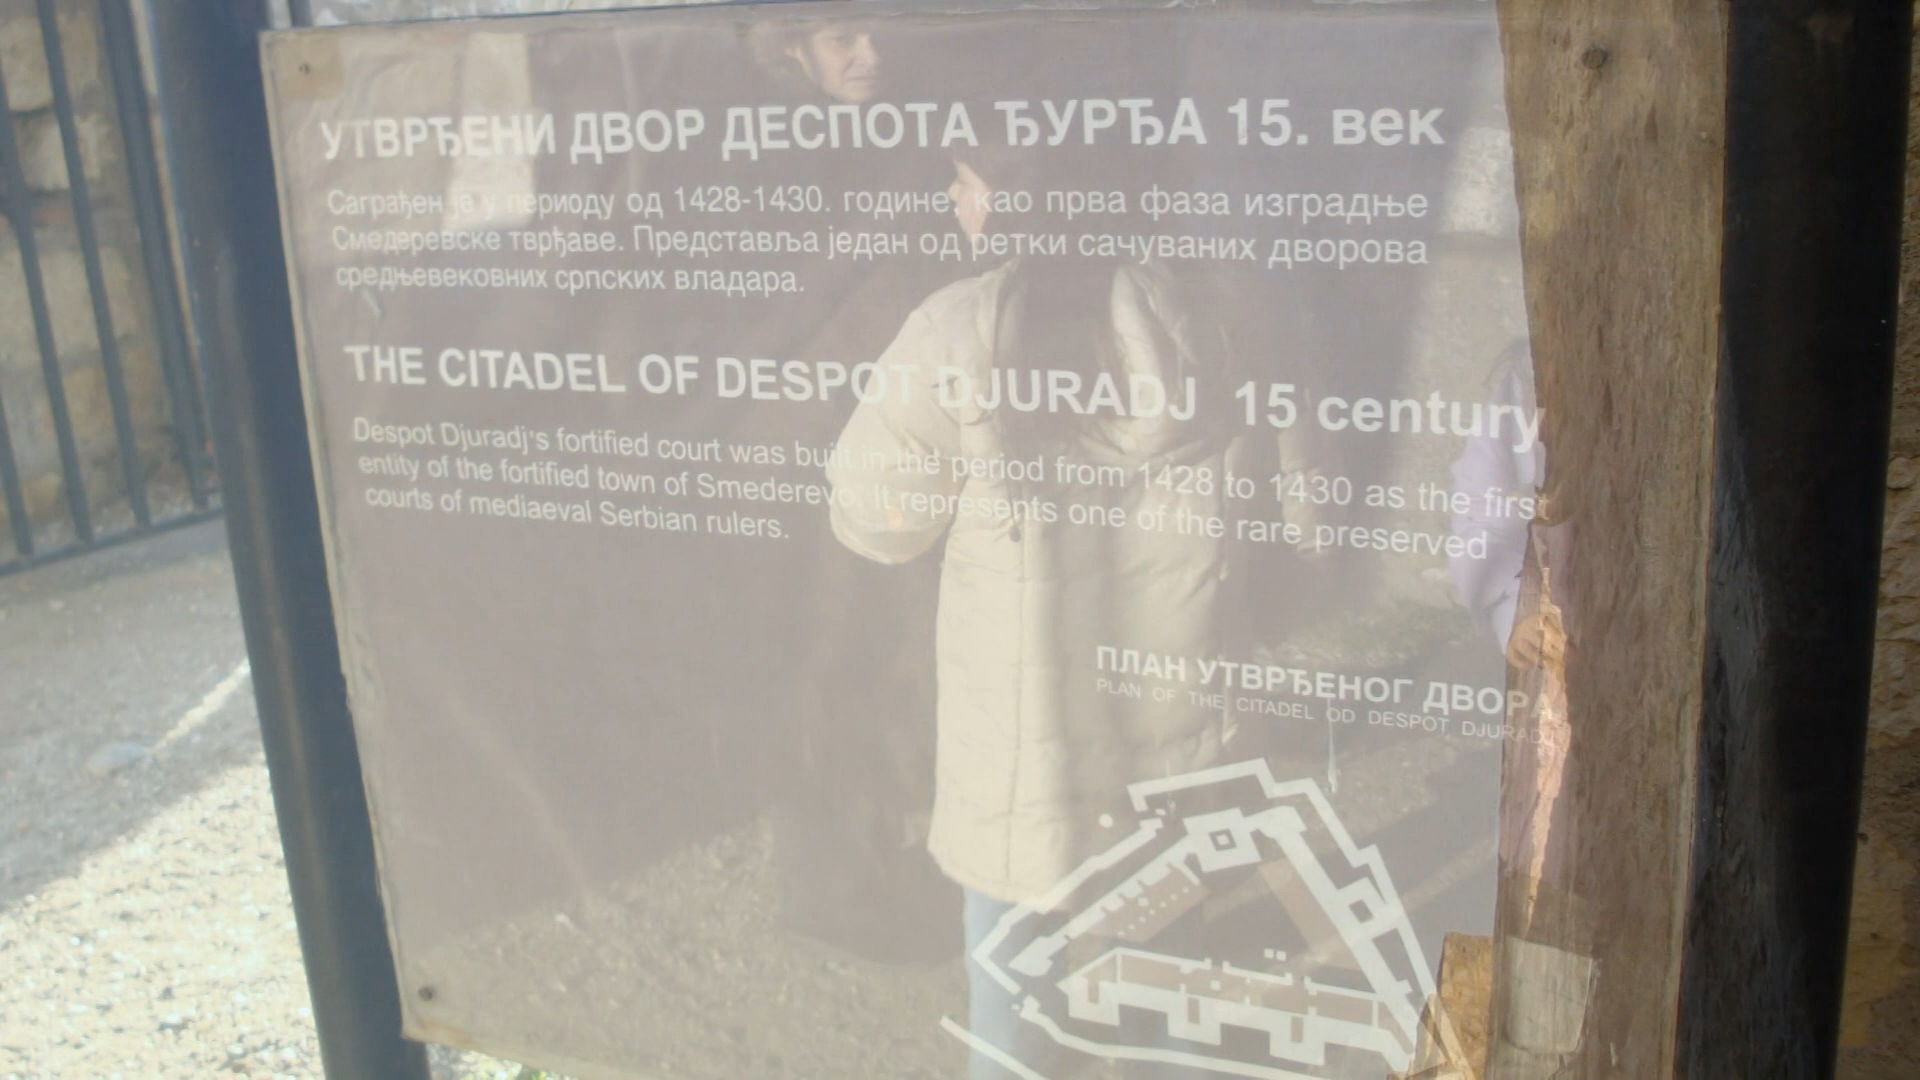 УТВРЂЕНИ ДВОР ДЕСПОТА ЂУРЂА 15. век
Саграђен је у периоду од 1428-1430. године, као прва фаза изградње
Смедеревске тврђаве. Представља један од ретки сачуваних дворова
средњевековних српских владара.
THE CITADEL OF DESPOT DJURADJ 15 century
Despot Djuradj's fortified court was built in the period from 1428 to 1430 as the first
entity of the fortified town of Smederevo. It represents one of the rare preserved
courts of mediaeval Serbian rulers.
ПЛАН УТВРЂЕНОГ ДВОРА
PLAN OF THE CITADEL OD DESPOT DJURADJ